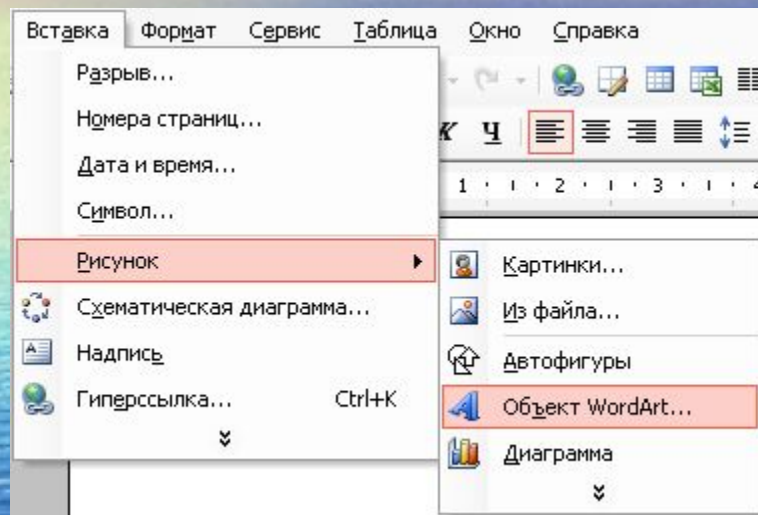 Вставка Формат Сервис Таблица Окно Справка
Разрыв...
Номера страниц...
Дата и время...
Символ...
Рисунок
Схематическая диаграмма...
Надпись
Гиперссылка... Ctrl+K
К Ч
1 2 3 4
Картинки...
Из файла...
Автофигуры
Объект WordArt...
Диаграмма